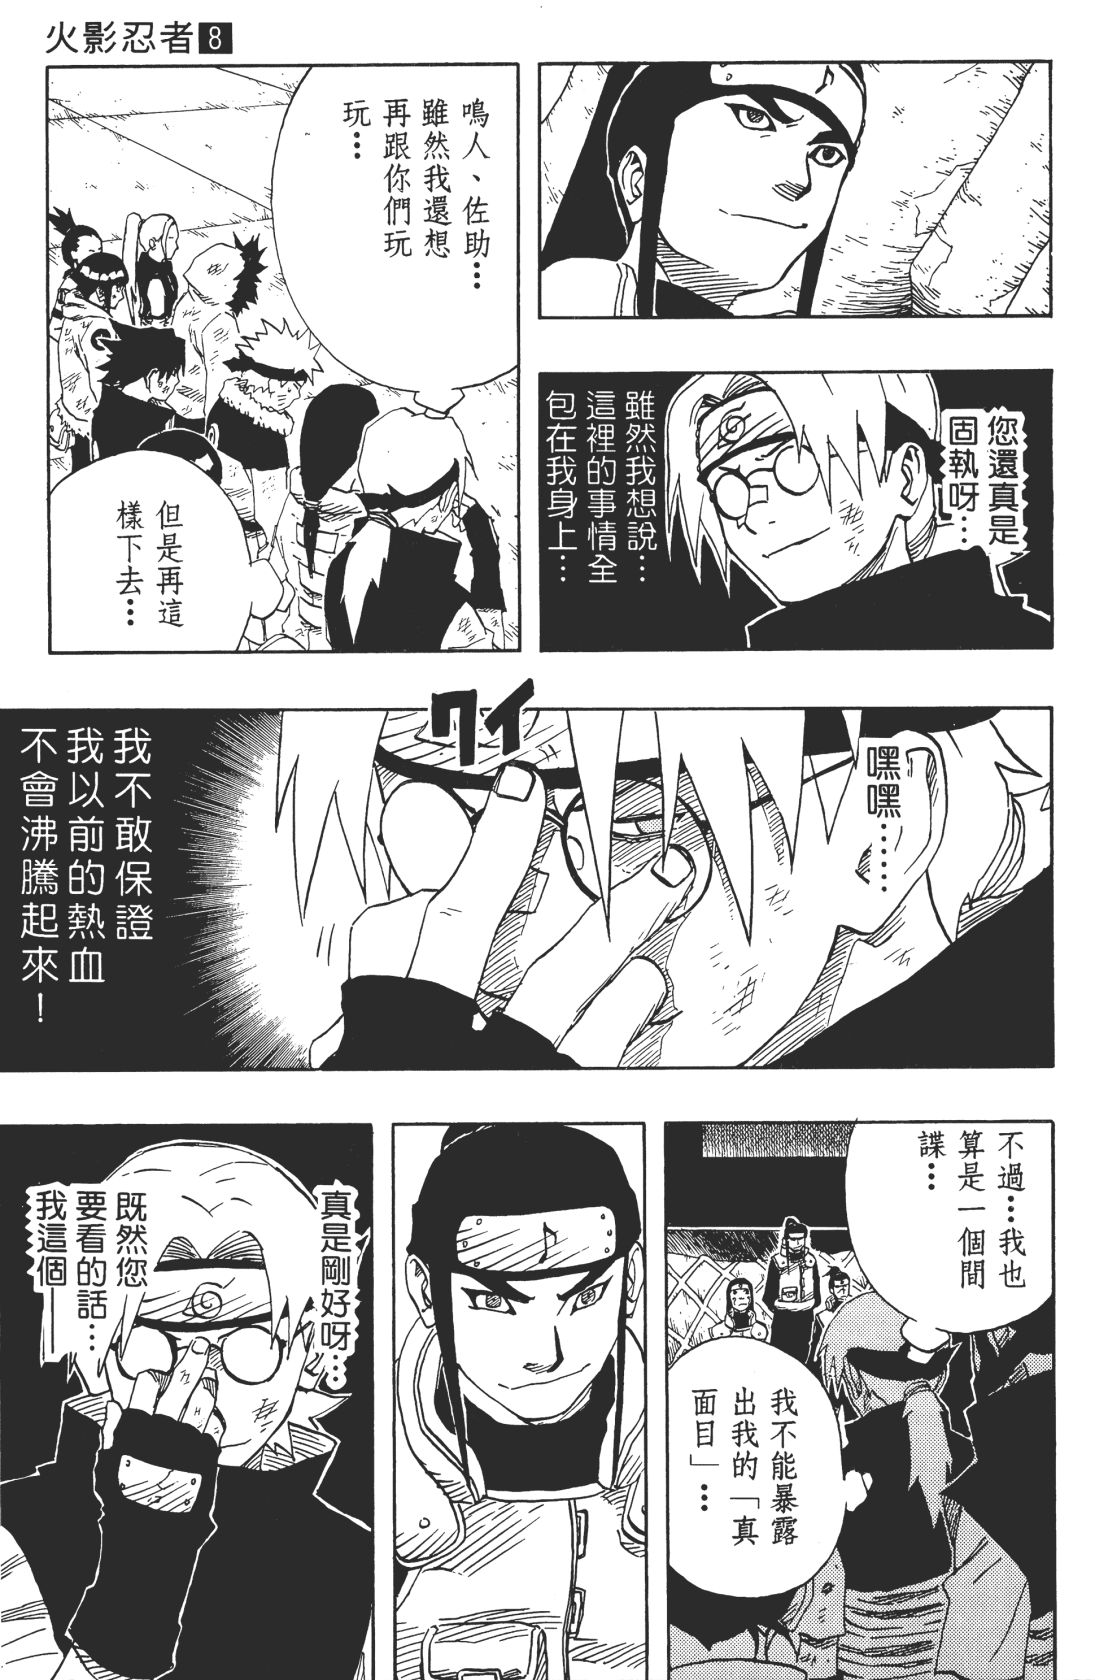 火影忍者8
您還真是
固執呀…
雖然我想說…
這裡的事情全
包在我身上…
鳴人、佐助…
雖然我還想
再跟你們玩
玩…
但是再這
樣下去…
クイ
嘿嘿……
我不敢保證
我以前的熱血
不會沸騰起來！
不過…我也
算是一個間
諜…
我不能暴露
出我的「真
面目」…
真是剛好呀…
既然您
要看的話…
我這個—